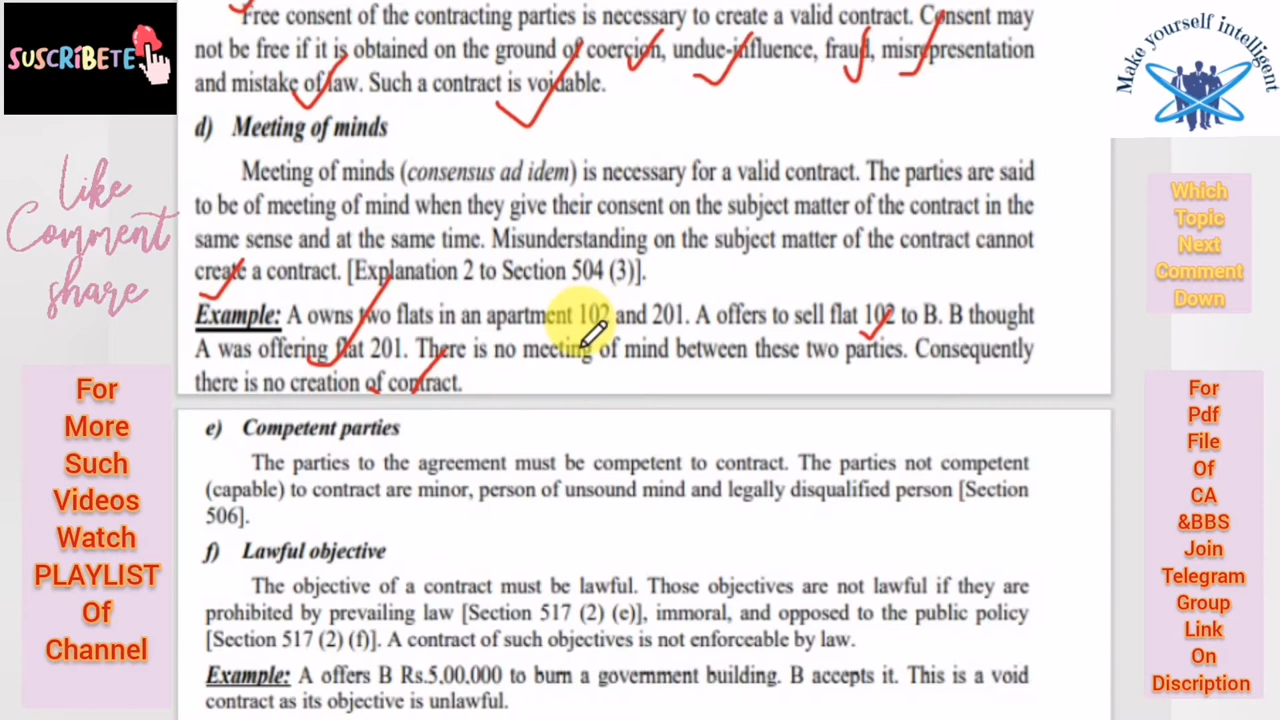 SUSCRÍBETE
Like
Comment
share
For
More
Such
Videos
Watch
PLAYLIST
Of
Channel
Free consent of the contracting parties is necessary to create a valid contract. Consent may
not be free if it is obtained on the ground of coercion, undue-influence, fraud, misrepresentation
and mistake of law. Such a contract is voidable.
d) Meeting of minds
Meeting of minds (consensus ad idem) is necessary for a valid contract. The parties are said
to be of meeting of mind when they give their consent on the subject matter of the contract in the
same sense and at the same time. Misunderstanding on the subject matter of the contract cannot
create a contract. [Explanation 2 to Section 504 (3)].
Example: A owns two flats in an apartment 102 and 201. A offers to sell flat 102 to B. B thought
A was offering flat 201. There is no meeting of mind between these two parties. Consequently
there is no creation of contract.
e) Competent parties
The parties to the agreement must be competent to contract. The parties not competent
(capable) to contract are minor, person of unsound mind and legally disqualified person [Section
506].
f) Lawful objective
The objective of a contract must be lawful. Those objectives are not lawful if they are
prohibited by prevailing law [Section 517 (2) (e)], immoral, and opposed to the public policy
[Section 517 (2) (f)]. A contract of such objectives is not enforceable by law.
Example: A offers B Rs.5,00,000 to burn a government building. B accepts it. This is a void
contract as its objective is unlawful.
Make yourself intelligent
Which
Topic
Next
Comment
Down
For
Pdf
File
Of
CA
&BBS
Join
Telegram
Group
Link
On
Discription